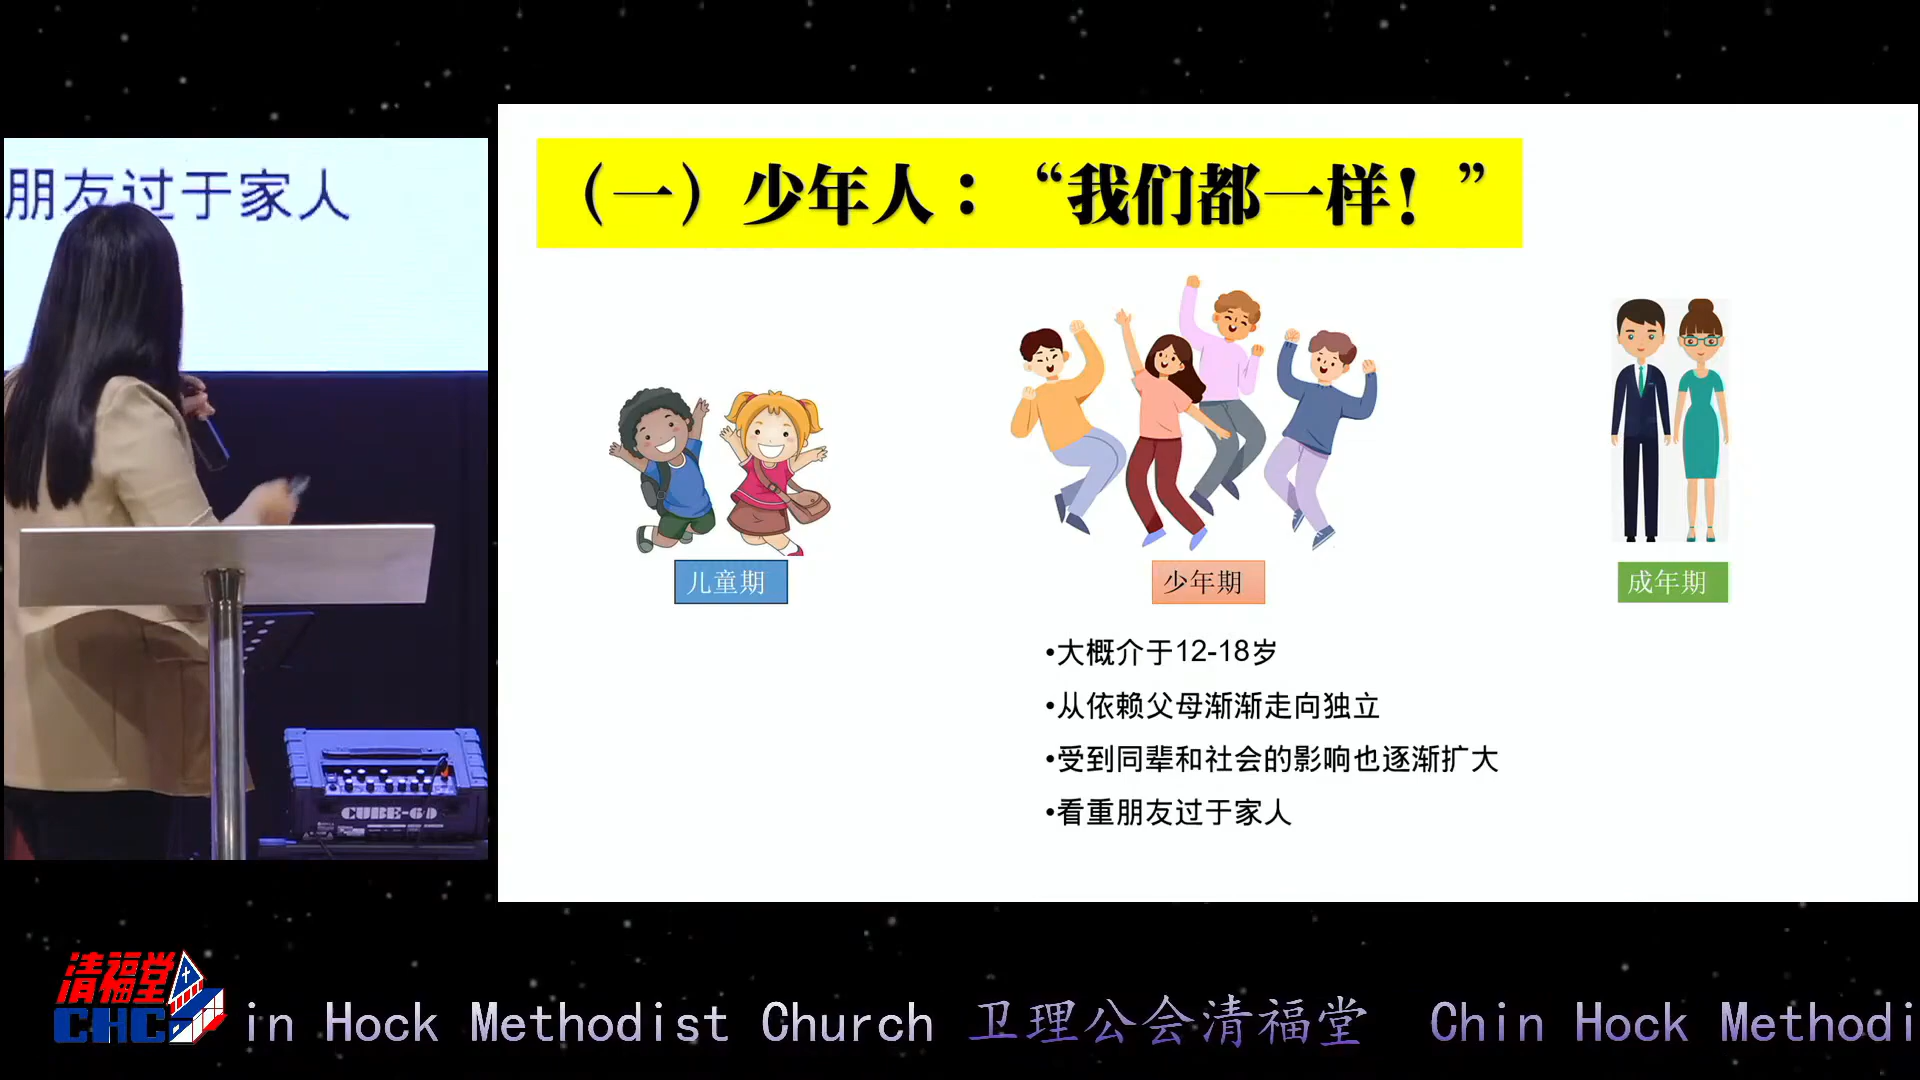 朋友过于家人
（一）少年人：“我们都一样！”
儿童期
少年期
成年期
•大概介于12-18岁
•从依赖父母渐渐走向独立
•受到同辈和社会的影响也逐渐扩大
•看重朋友过于家人
CUBE-60
清福堂
CHC
in Hock Methodist Church 卫理公会清福堂 Chin Hock Methodi